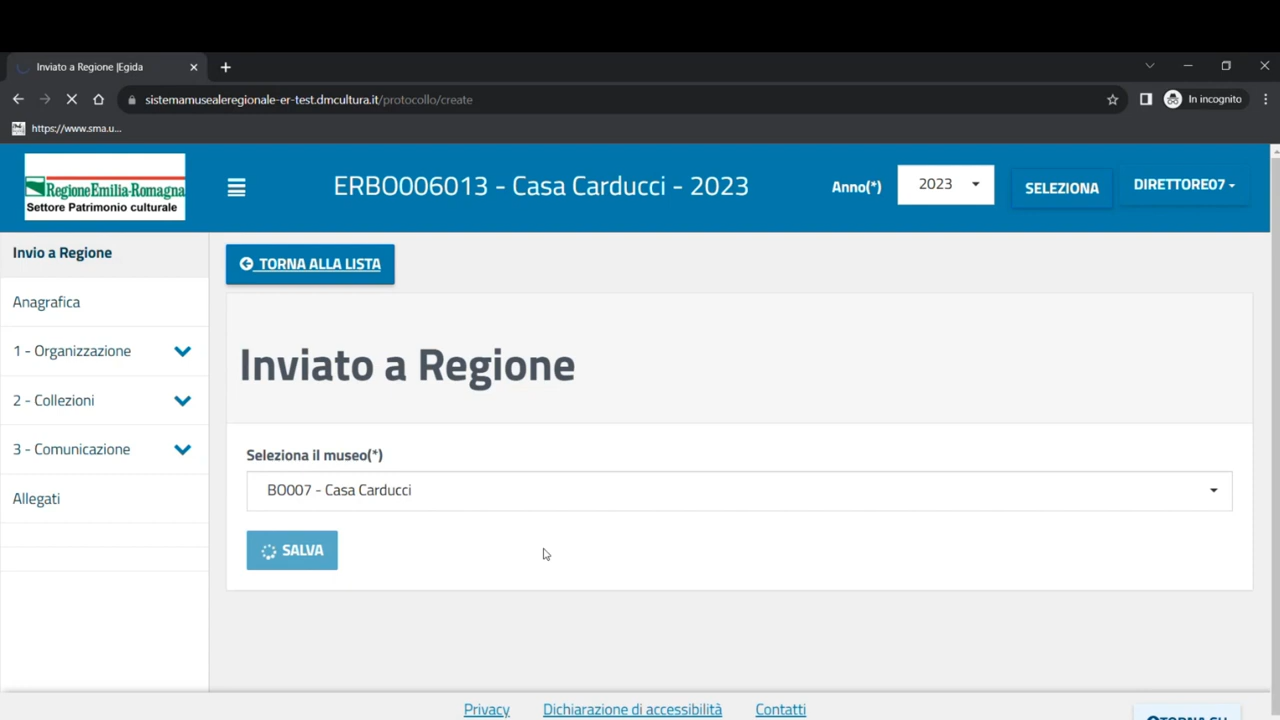 Inviato a Regione |Egida
sistemamusealeregionale-er-test.dmcultura.it/protocollo/create
In incognito
https://www.sma.u...
RegioneEmilia-Romagna
Settore Patrimonio culturale
ERBO006013 - Casa Carducci - 2023
Anno(*)
2023
SELEZIONA
DIRETTORE07
Invio a Regione
Anagrafica
1 - Organizzazione
2 - Collezioni
3 - Comunicazione
Allegati
TORNA ALLA LISTA
Inviato a Regione
Seleziona il museo(*)
BO007 - Casa Carducci
SALVA
Privacy
Dichiarazione di accessibilità
Contatti
TORNA SU